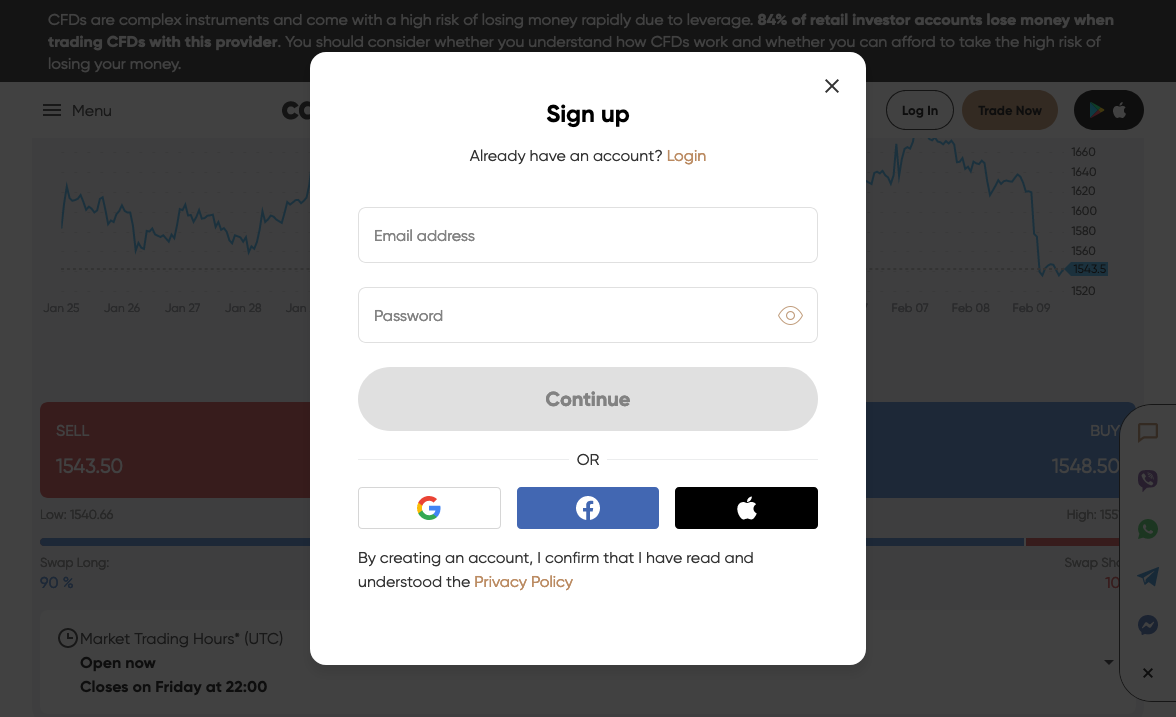 CFDs are complex instruments and come with a high risk of losing money rapidly due to leverage. 84% of retail investor accounts lose money when
trading CFDs with this provider. You should consider whether you understand how CFDs work and whether you can afford to take the high risk of
losing your money.
Menu
Log In
Trade Now
Sign up
Already have an account? Login
Email address
Password
Continue
OR
By creating an account, I confirm that I have read and
understood the Privacy Policy
1660
1640
1620
1600
1580
1560
1543.5
1520
Jan 25 Jan 26 Jan 27 Jan 28 Jan Feb 07 Feb 08 Feb 09
SELL
1543.50
BUY
1548.50
Low: 1540.66
High: 155
Swap Long:
90 %
Swap Sho
10
Market Trading Hours* (UTC)
Open now
Closes on Friday at 22:00